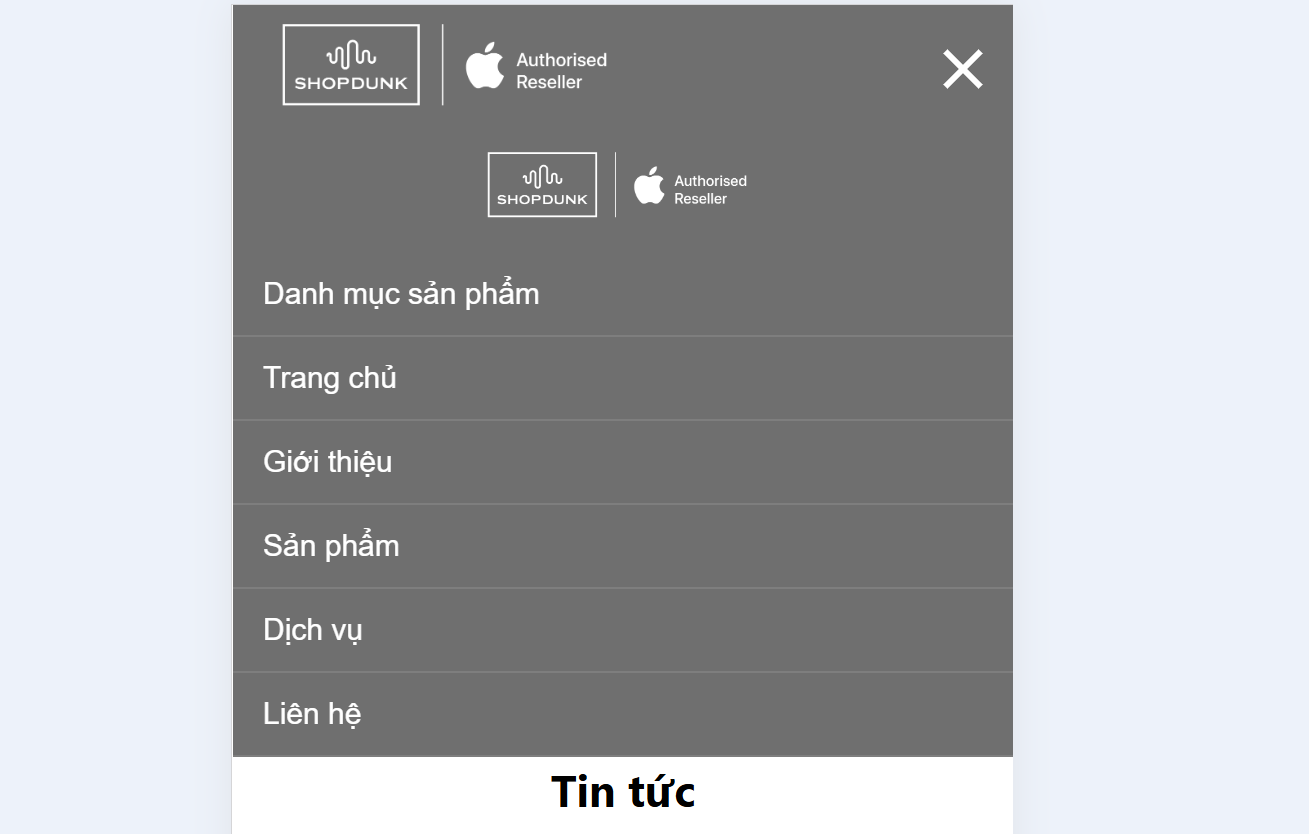 SHOPDUNK
Authorised
Reseller
SHOPDUNK
Authorised
Reseller
Danh mục sản phẩm
Trang chủ
Giới thiệu
Sản phẩm
Dịch vụ
Liên hệ
Tin tức